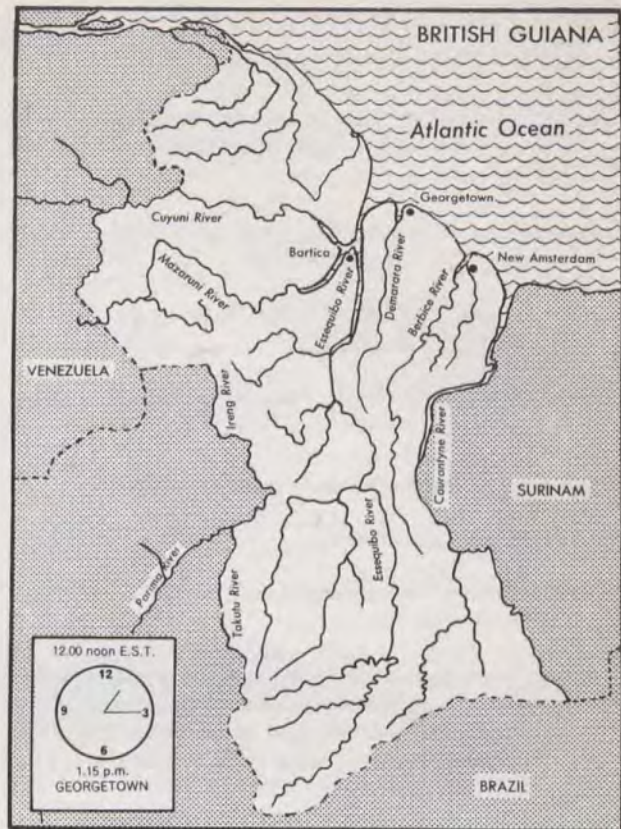 BRITISH GUIANA
Atlantic Ocean
Georgetown
Cuyuni River
Bartica
New Amsterdam
Mazaruni River
Essequibo River
Demarara River
Berbice River
VENEZUELA
Ireng River
Courantyne River
SURINAM
Essequibo River
Parima River
Takutu River
12.00 noon E.S.T.
12
9
3
6
1.15 p.m.
GEORGETOWN
BRAZIL